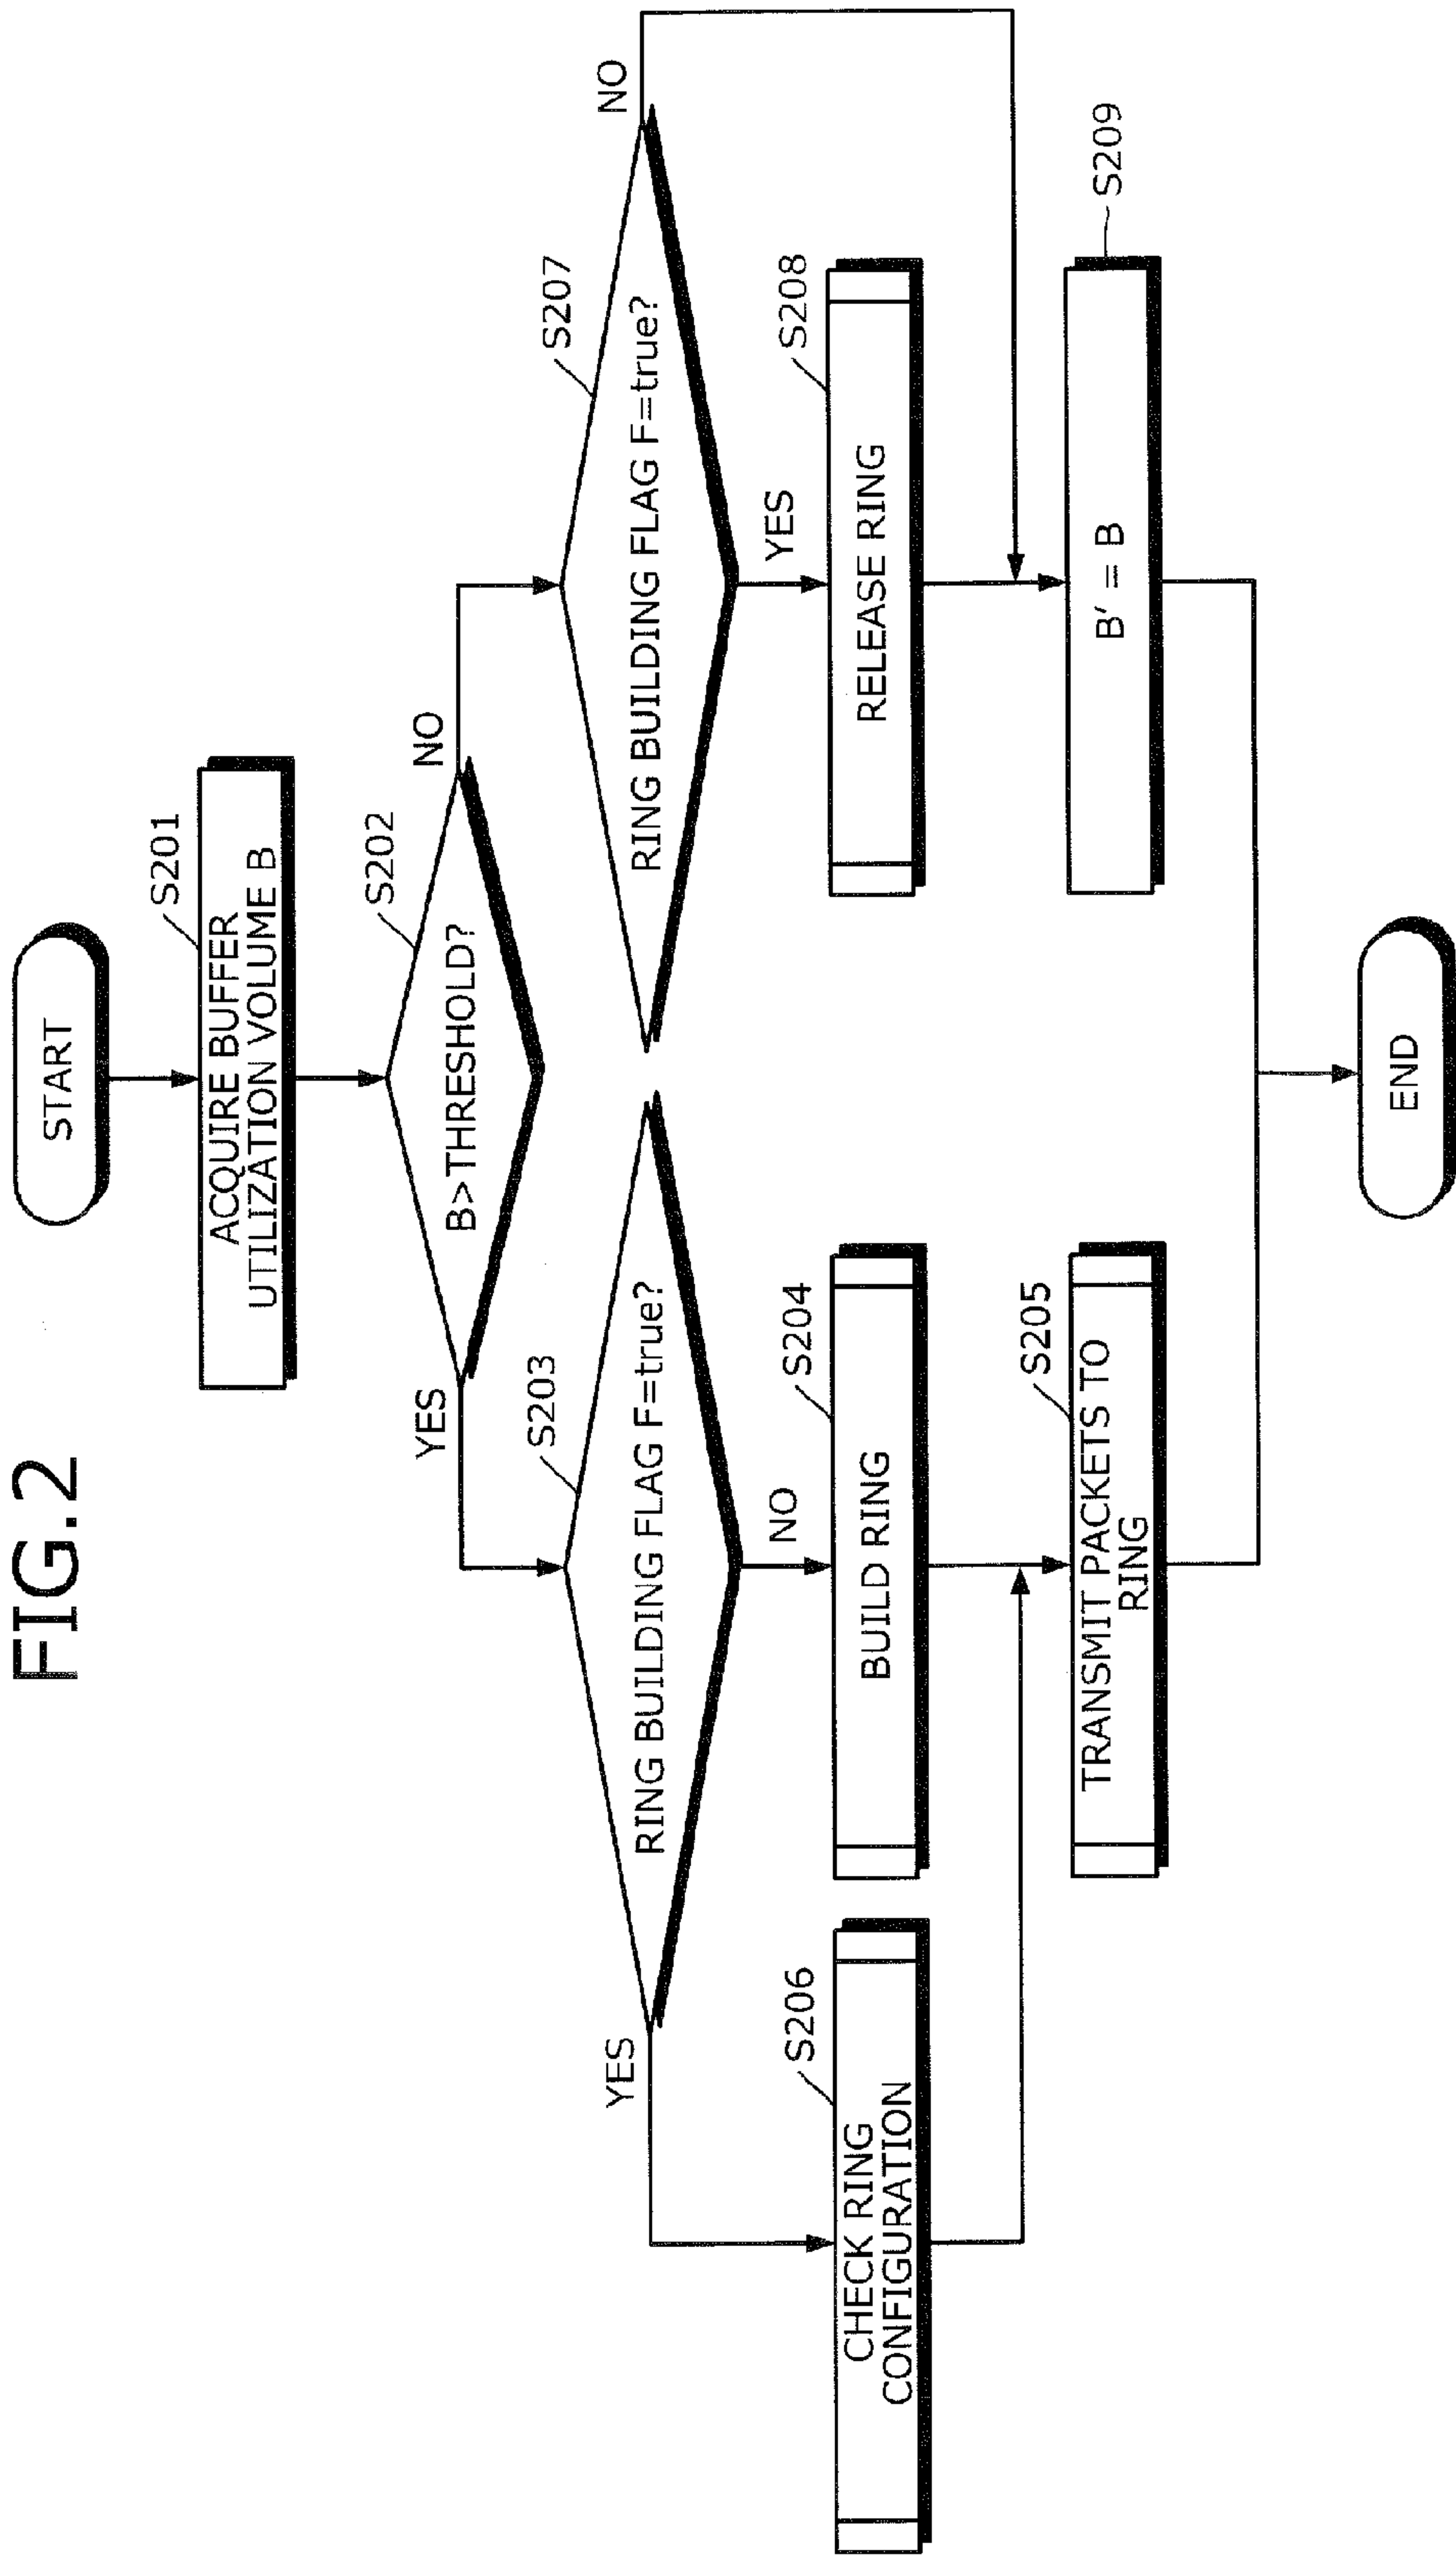 FIG.2
START
S201
ACQUIRE BUFFER
UTILIZATION VOLUME B
S202
B>THRESHOLD?
YES
NO
S203
RING BUILDING FLAG F=true?
S207
RING BUILDING FLAG F=true?
YES
NO
YES
NO
S206
CHECK RING
CONFIGURATION
S204
BUILD RING
S208
RELEASE RING
S205
TRANSMIT PACKETS TO
RING
S209
B' = B
END